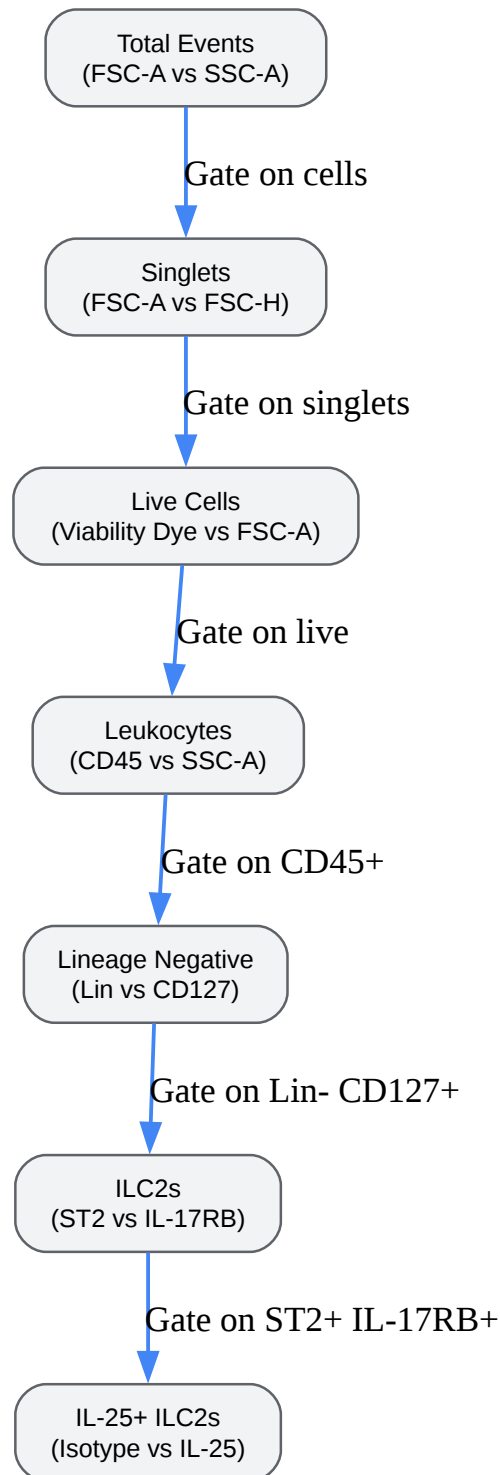 Total Events
(FSC-A vs SSC-A)
Gate on cells
Singlets
(FSC-A vs FSC-H)
Gate on singlets
Live Cells
(Viability Dye vs FSC-A)
Gate on live
Leukocytes
(CD45 vs SSC-A)
Gate on CD45+
Lineage Negative
(Lin vs CD127)
Gate on Lin- CD127+
ILC2s
(ST2 vs IL-17RB)
Gate on ST2+ IL-17RB+
IL-25+ ILC2s
(Isotype vs IL-25)